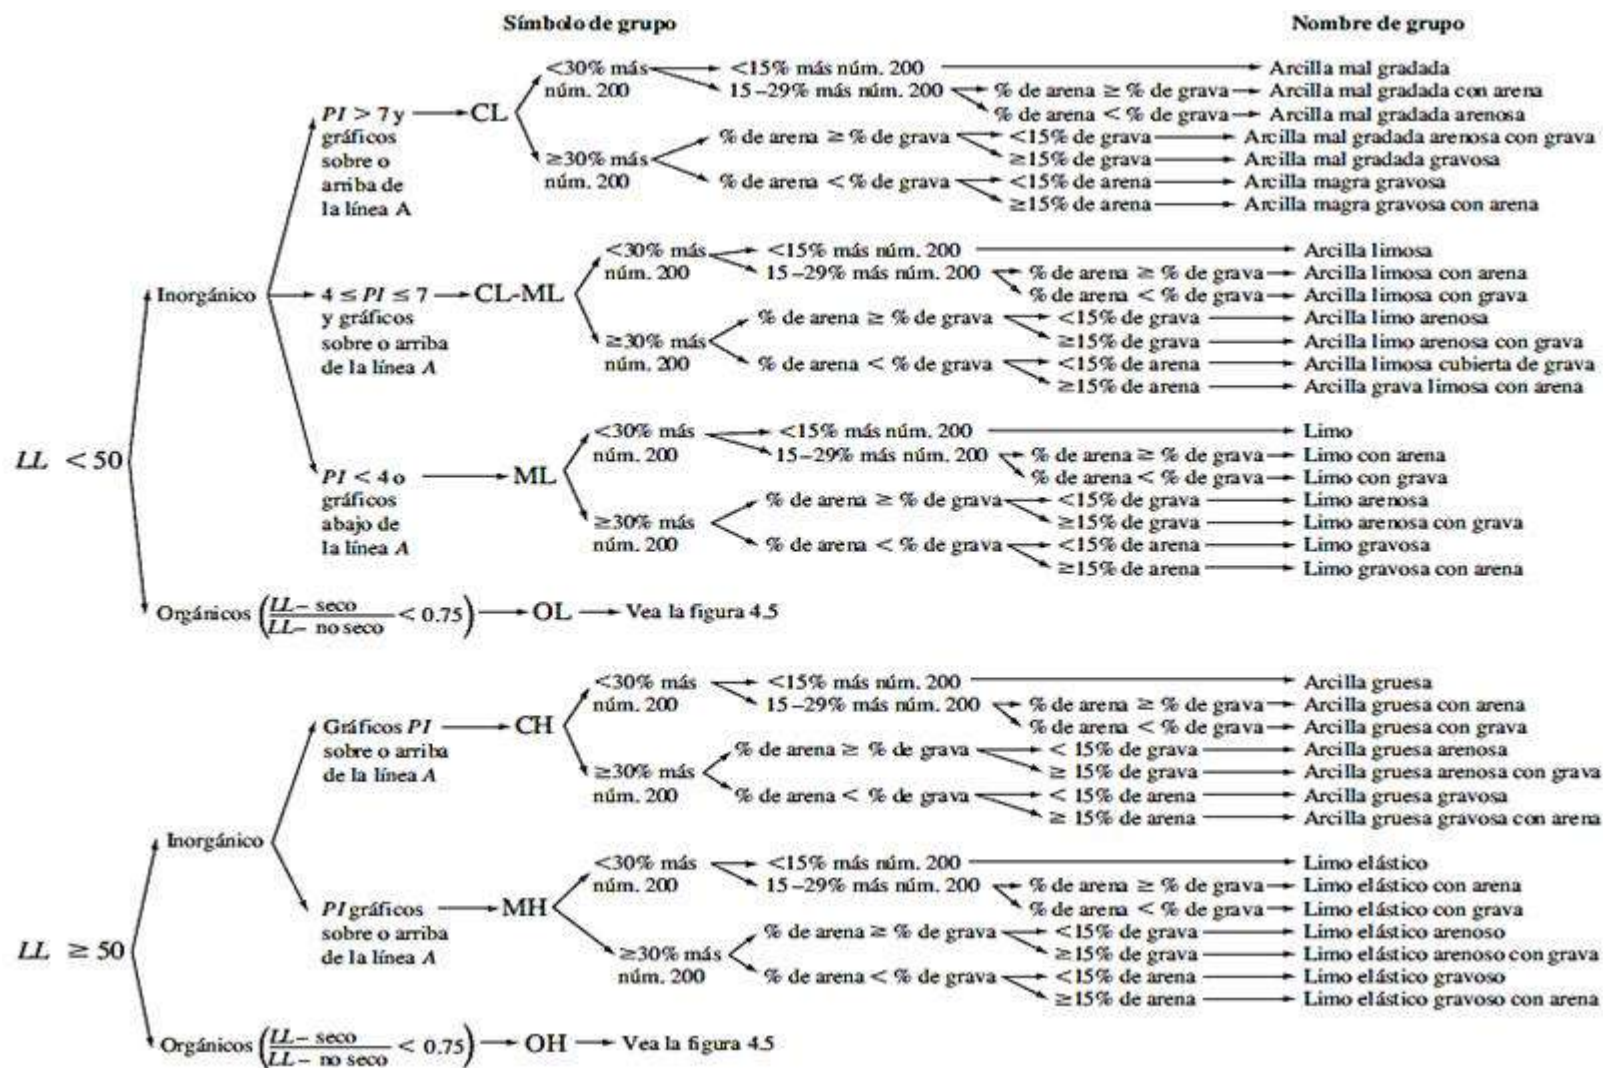 Símbolo de grupo Nombre de grupo
<30% más <15% más núm. 200 Arcilla mal gradada
núm. 200 15–29% más núm. 200 % de arena ≥ % de grava Arcilla mal gradada con arena
PI > 7 y CL % de arena < % de grava Arcilla mal gradada arenosa
gráficos % de arena ≥ % de grava <15% de grava Arcilla mal gradada arenosa con grava
sobre o ≥30% más ≥15% de grava Arcilla mal gradada gravosa
arriba de núm. 200 % de arena < % de grava <15% de arena Arcilla magra gravosa
la línea A ≥15% de arena Arcilla magra gravosa con arena
<30% más <15% más núm. 200 Arcilla limosa
núm. 200 15–29% más núm. 200 % de arena ≥ % de grava Arcilla limosa con arena
Inorgánico 4 ≤ PI ≤ 7 CL-ML % de arena < % de grava Arcilla limosa con grava
y gráficos % de arena ≥ % de grava <15% de grava Arcilla limo arenosa
sobre o arriba ≥30% más ≥15% de grava Arcilla limo arenosa con grava
de la línea A núm. 200 % de arena < % de grava <15% de arena Arcilla limosa cubierta de grava
≥15% de arena Arcilla grava limosa con arena
<30% más <15% más núm. 200 Limo
LL < 50 núm. 200 15–29% más núm. 200 % de arena ≥ % de grava Limo con arena
PI < 4 o ML % de arena < % de grava Limo con grava
gráficos % de arena ≥ % de grava <15% de grava Limo arenosa
abajo de ≥30% más ≥15% de grava Limo arenosa con grava
la línea A núm. 200 % de arena < % de grava <15% de arena Limo gravosa
≥15% de arena Limo gravosa con arena
Orgánicos (LL– seco / LL– no seco < 0.75) OL Vea la figura 4.5
<30% más <15% más núm. 200 Arcilla gruesa
núm. 200 15–29% más núm. 200 % de arena ≥ % de grava Arcilla gruesa con arena
Gráficos PI CH % de arena < % de grava Arcilla gruesa con grava
sobre o arriba % de arena ≥ % de grava < 15% de grava Arcilla gruesa arenosa
de la línea A ≥30% más ≥ 15% de grava Arcilla gruesa arenosa con grava
núm. 200 % de arena < % de grava < 15% de arena Arcilla gruesa gravosa
≥ 15% de arena Arcilla gruesa gravosa con arena
Inorgánico
<30% más <15% más núm. 200 Limo elástico
núm. 200 15–29% más núm. 200 % de arena ≥ % de grava Limo elástico con arena
PI gráficos MH % de arena < % de grava Limo elástico con grava
sobre o arriba % de arena ≥ % de grava <15% de grava Limo elástico arenoso
LL ≥ 50 de la línea A ≥30% más ≥15% de grava Limo elástico arenoso con grava
núm. 200 % de arena < % de grava <15% de arena Limo elástico gravoso
≥15% de arena Limo elástico gravoso con arena
Orgánicos (LL– seco / LL– no seco < 0.75) OH Vea la figura 4.5